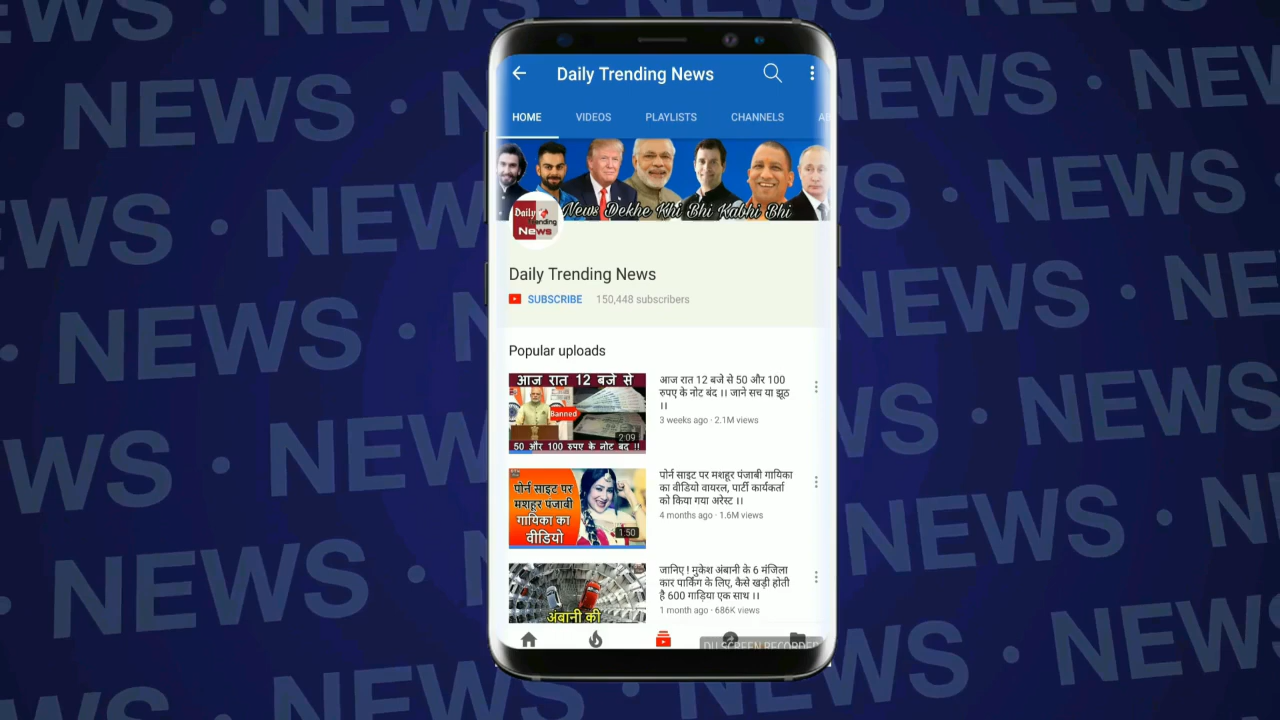 NEWS
Daily Trending News
HOME VIDEOS PLAYLISTS CHANNELS
News Dekhe Khi Bhi Kabhi Bhi
Daily
Trending
News
Daily Trending News
SUBSCRIBE 150,448 subscribers
Popular uploads
आज रात 12 बजे से
Banned
2:09
50 और 100 रुपए के नोट बंद !!
आज रात 12 बजे से 50 और 100
रुपए के नोट बंद ।। जाने सच या झूठ
।।
3 weeks ago · 2.1M views
पोर्न साइट पर
मशहूर पंजाबी
गायिका का
वीडियो
1:50
पोर्न साइट पर मशहूर पंजाबी गायिका
का वीडियो वायरल, पार्टी कार्यकर्ता
को किया गया अरेस्ट ।।
4 months ago · 1.6M views
अंबानी की
जानिए ! मुकेश अंबानी के 6 मंजिला
कार पार्किंग के लिए, कैसे खड़ी होती
है 600 गाड़िया एक साथ ।।
1 month ago · 686K views
DU SCREEN RECORDER